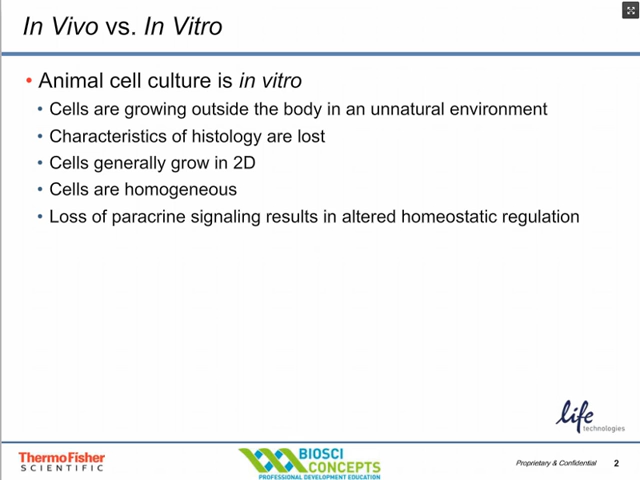 In Vivo vs. In Vitro
• Animal cell culture is in vitro
• Cells are growing outside the body in an unnatural environment
• Characteristics of histology are lost
• Cells generally grow in 2D
• Cells are homogeneous
• Loss of paracrine signaling results in altered homeostatic regulation
life
technologies
ThermoFisher
SCIENTIFIC
BIOSCI
CONCEPTS
PROFESSIONAL DEVELOPMENT EDUCATION
Proprietary & Confidential 2